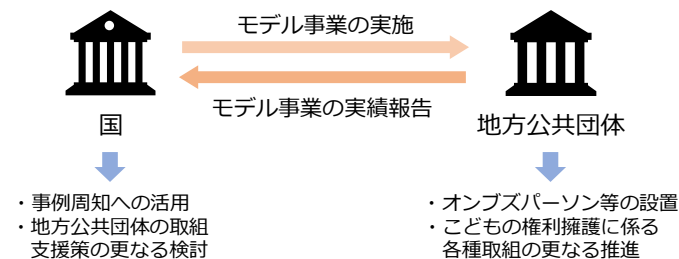 モデル事業の実施
モデル事業の実績報告
国
地方公共団体
・事例周知への活用
・地方公共団体の取組
支援策の更なる検討
・オンブズパーソン等の設置
・こどもの権利擁護に係る
各種取組の更なる推進